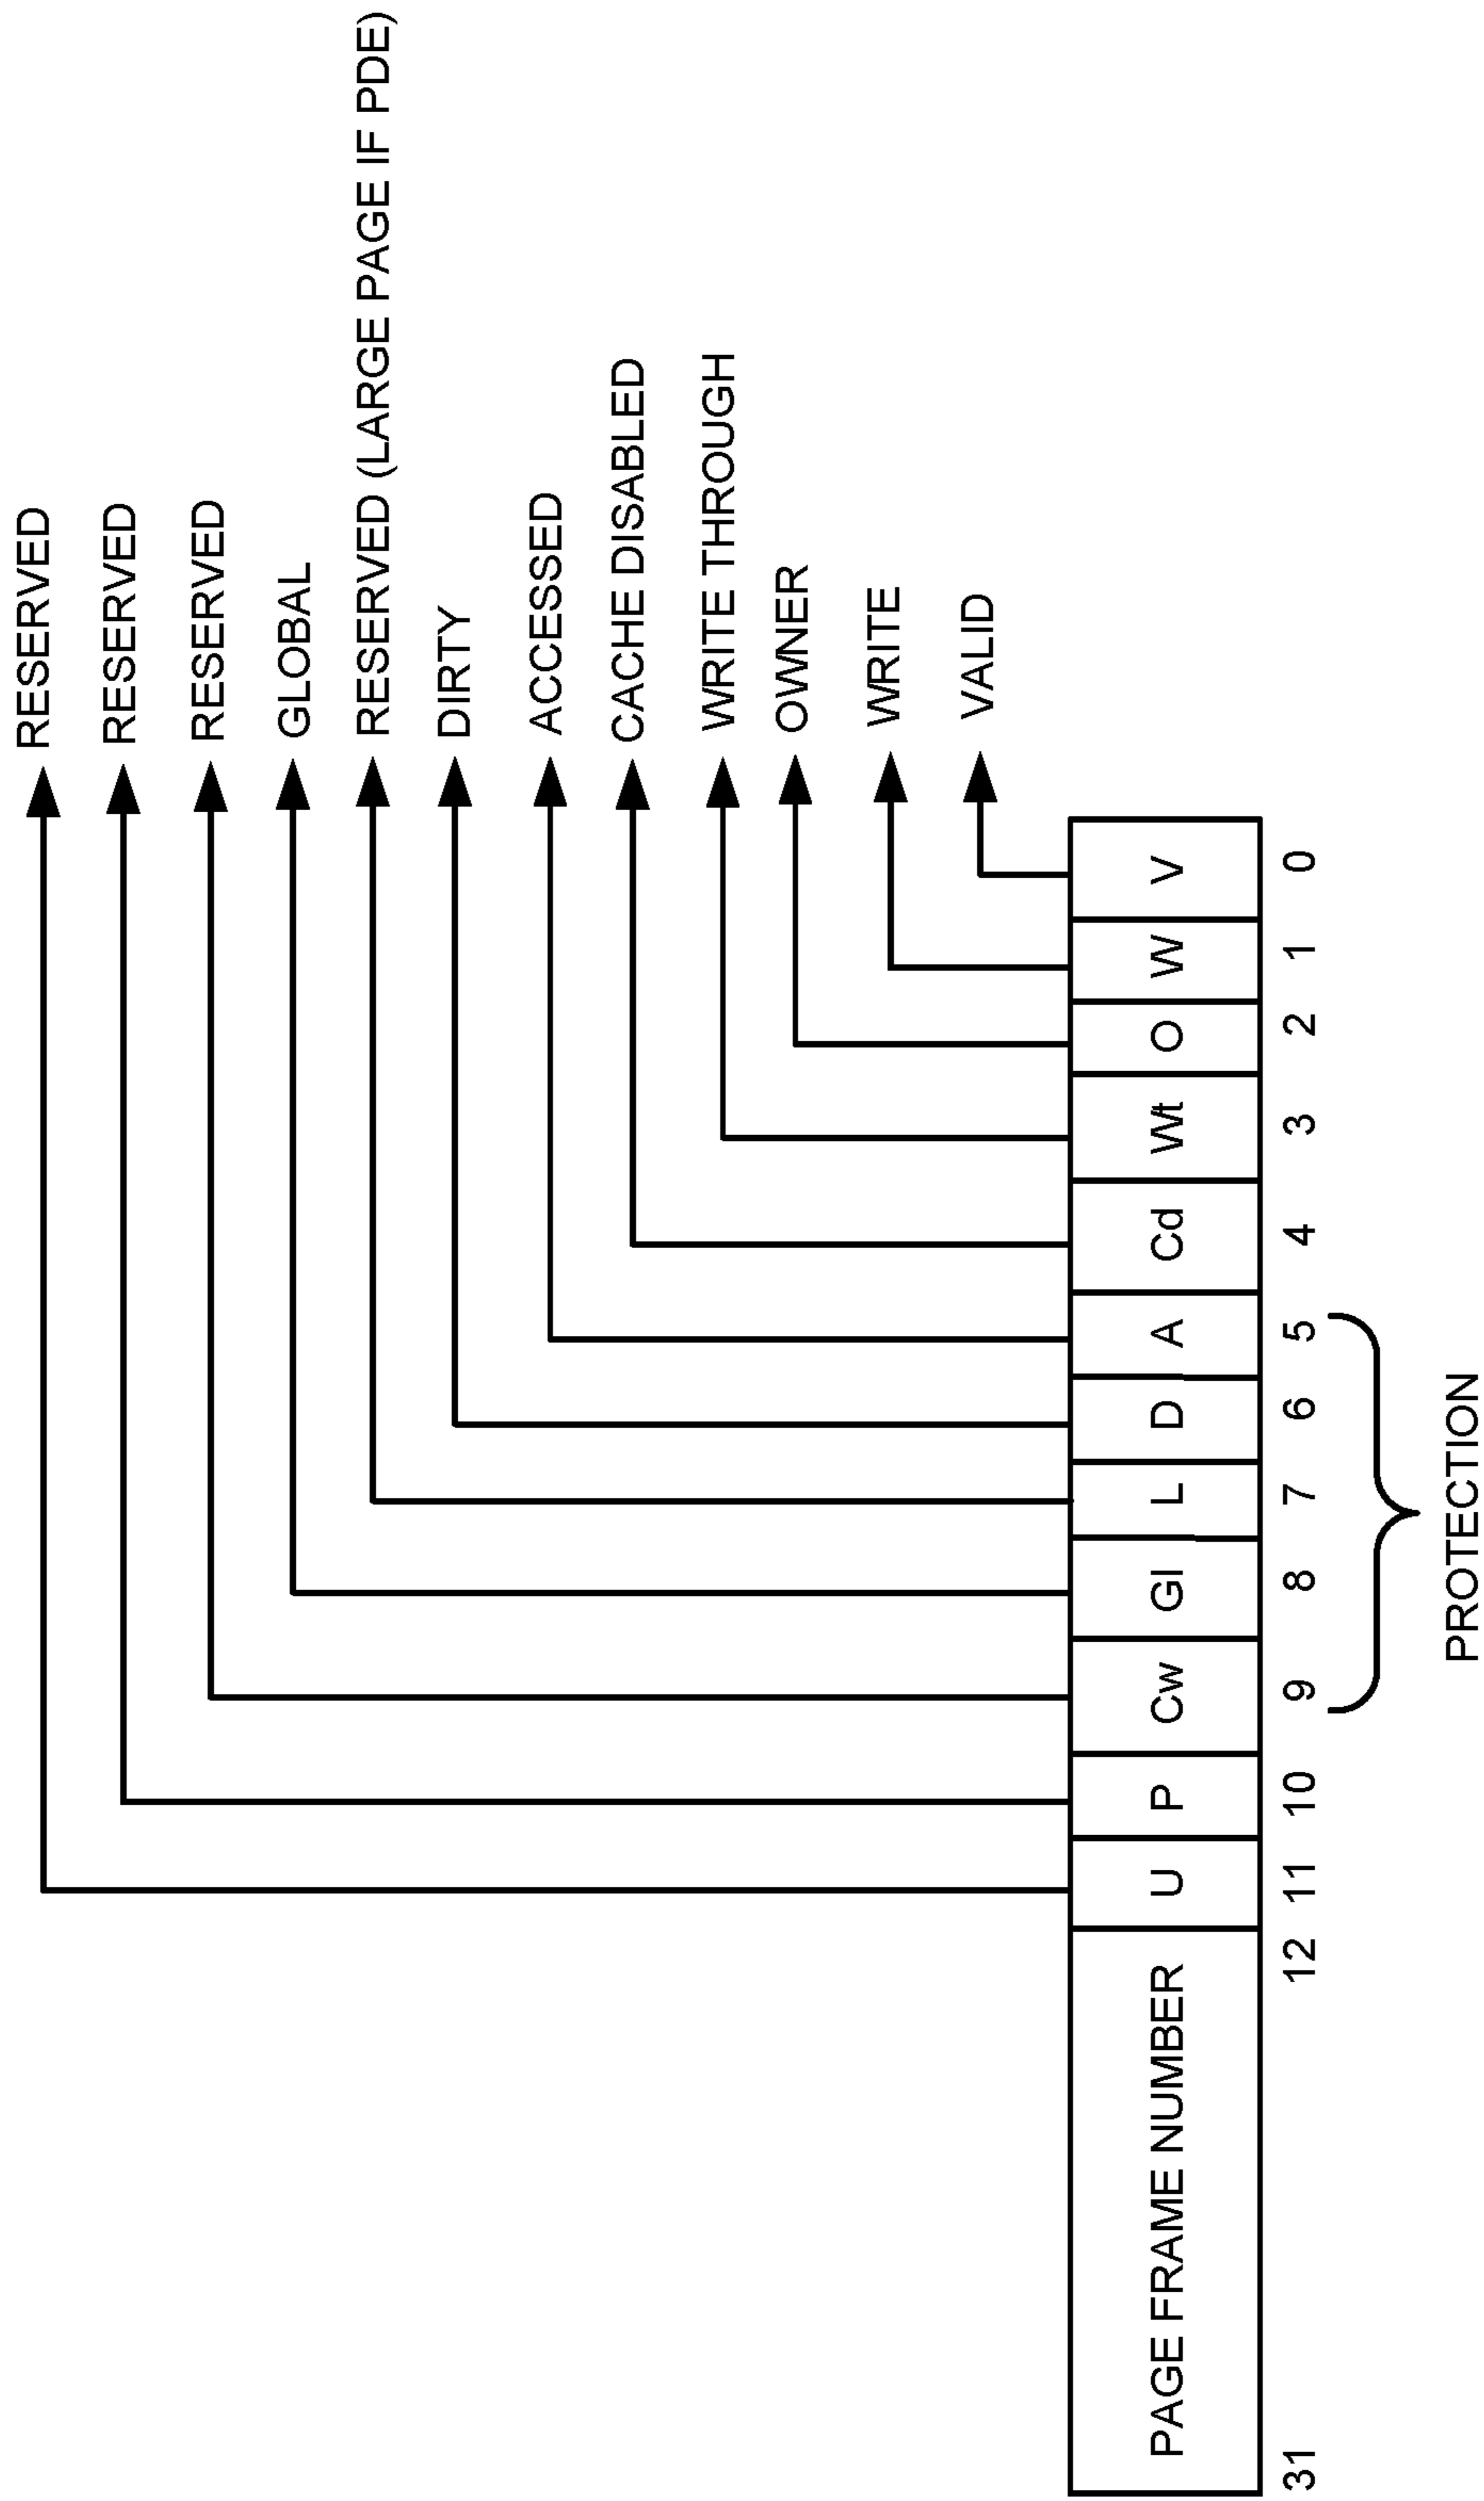 RESERVED
RESERVED
RESERVED
GLOBAL
RESERVED (LARGE PAGE IF PDE)
DIRTY
ACCESSED
CACHE DISABLED
WRITE THROUGH
OWNER
WRITE
VALID
PAGE FRAME NUMBER U P Cw Gl L D A Cd Wt O W V
31 12 11 10 9 8 7 6 5 4 3 2 1 0
PROTECTION